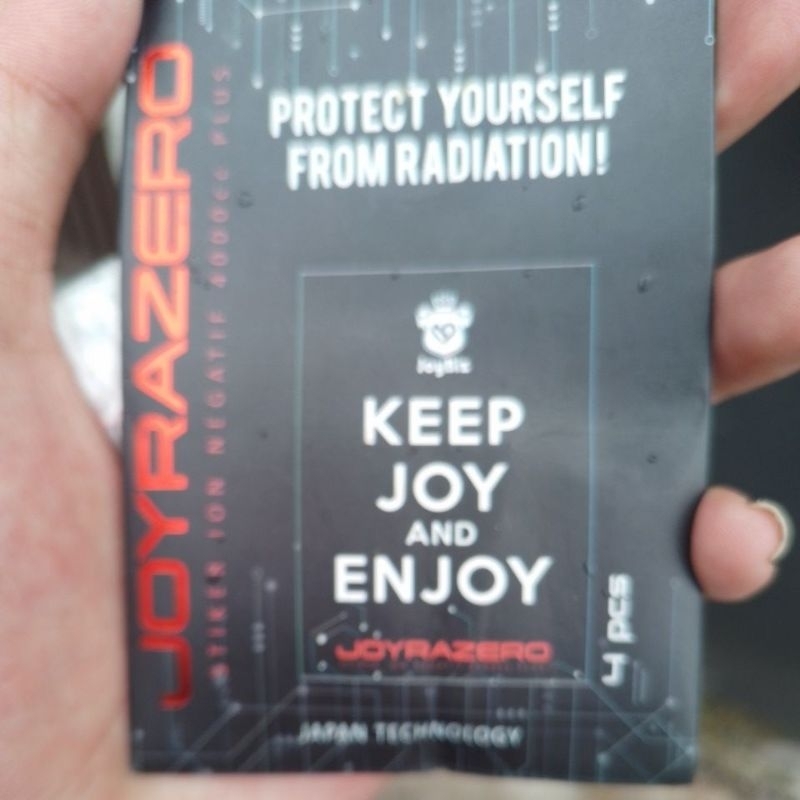 JOYRAZERO
STIKER ION NEGATIF 4000cc PLUS
PROTECT YOURSELF
FROM RADIATION!
JoyBiz
KEEP
JOY
AND
ENJOY
JOYRAZERO
4 pcs
JAPAN TECHNOLOGY